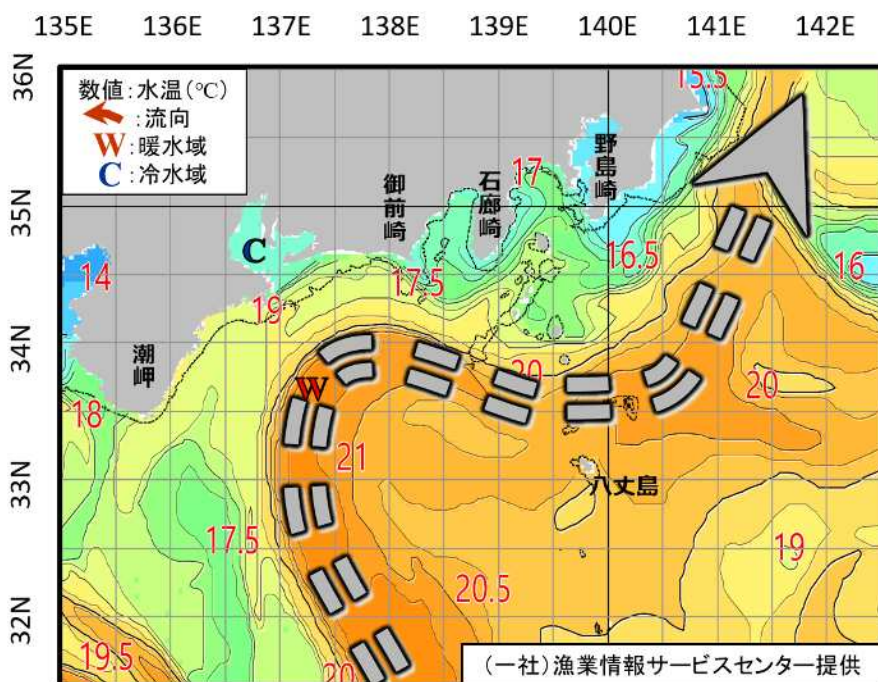 135E 136E 137E 138E 139E 140E 141E 142E
36N
数値：水温(℃)
：流向
W：暖水域
C：冷水域
15.5
野島崎
石廊崎
御前崎
17
35N
C
16.5
16
14
17.5
19
34N
潮岬
W
20
20
18
33N
21
八丈島
17.5
19
20.5
32N
19.5
20
(一社)漁業情報サービスセンター提供